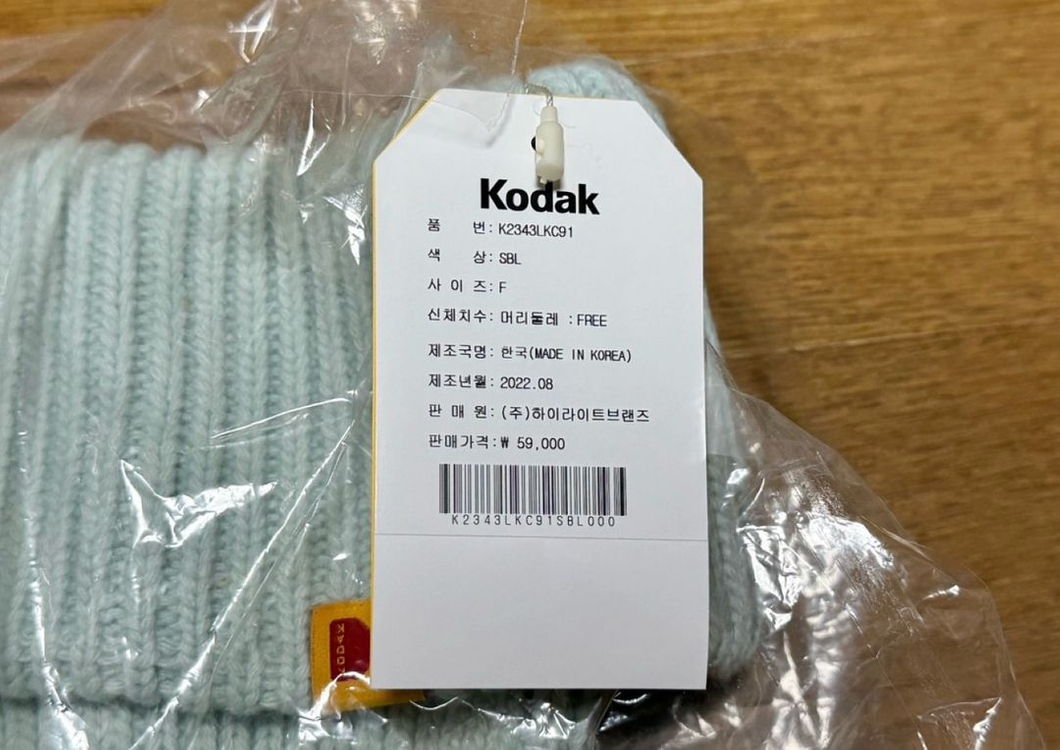 Kodak
품 번: K2343LKC91
색 상: SBL
사 이 즈: F
신체치수: 머리둘레 :FREE
제조국명: 한국(MADE IN KOREA)
제조년월: 2022.08
판 매 원: (주)하이라이트브랜즈
판매가격:₩ 59,000
K2343LKC91SBL000
KODAK